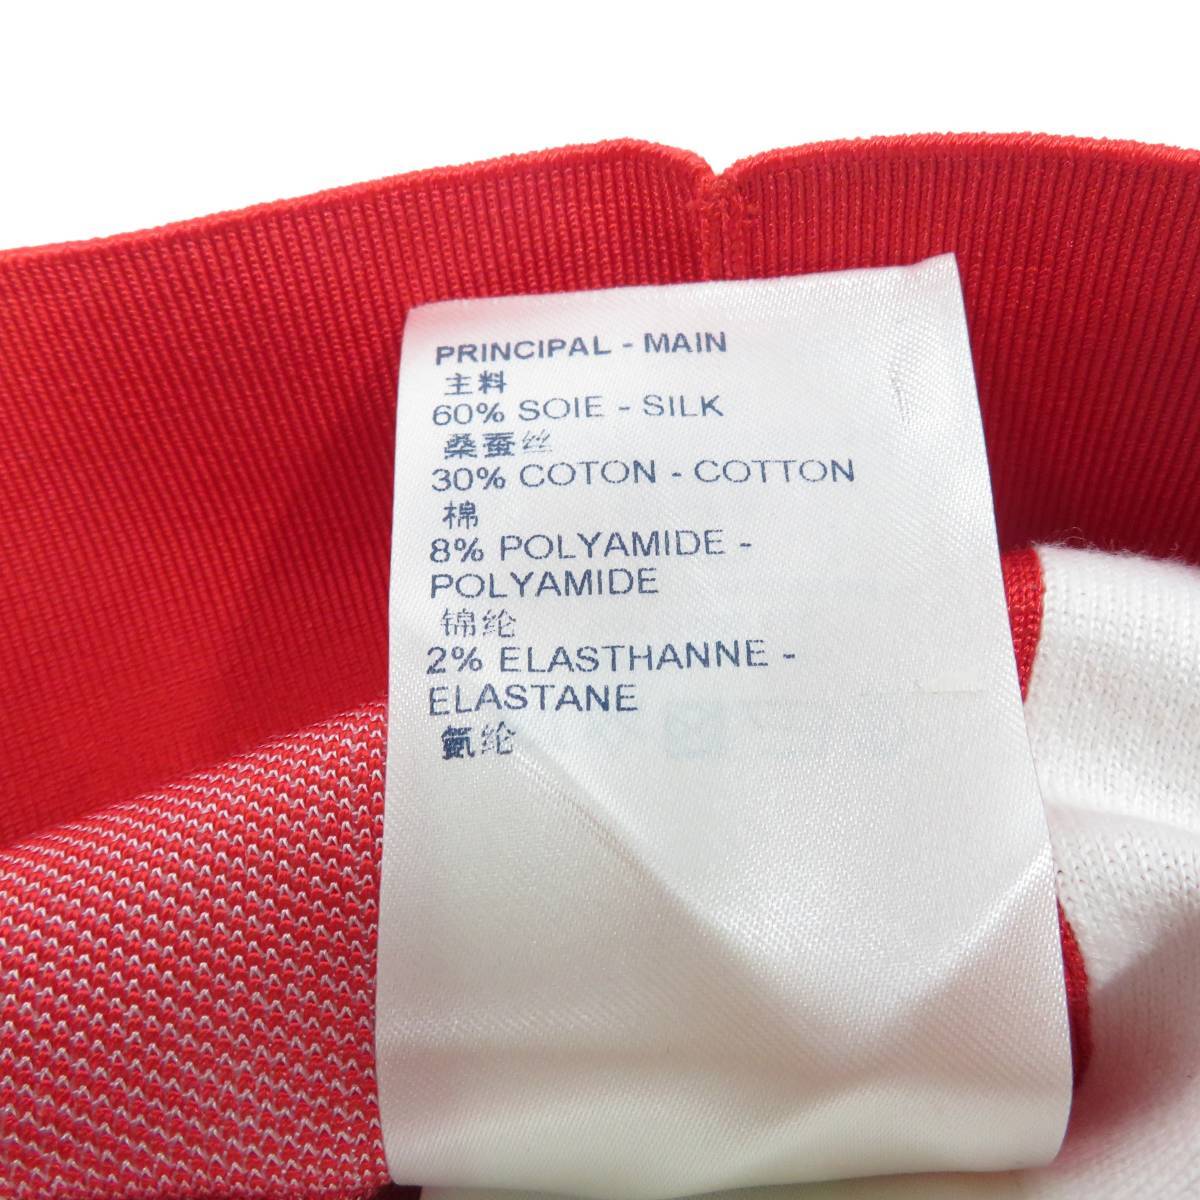 PRINCIPAL - MAIN
主料
60% SOIE - SILK
桑蚕丝
30% COTON - COTTON
棉
8% POLYAMIDE -
POLYAMIDE
锦纶
2% ELASTHANNE -
ELASTANE
氨纶